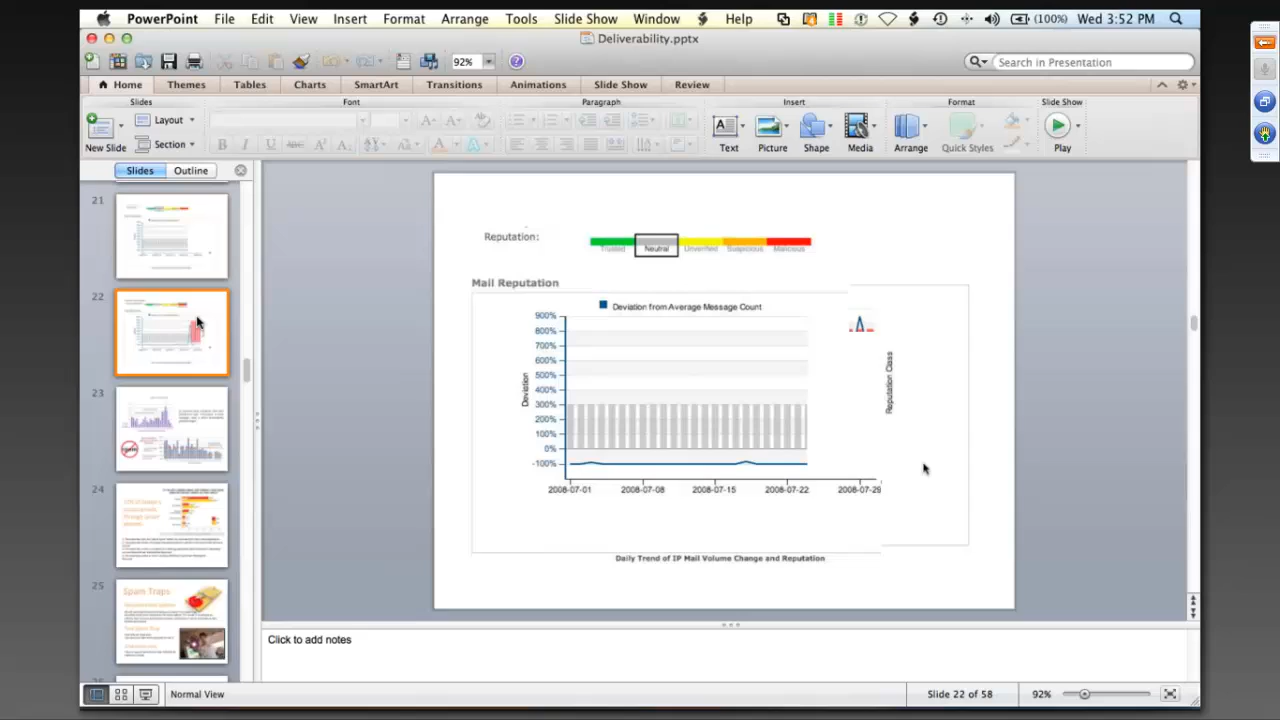 PowerPoint File Edit View Insert Format Arrange Tools Slide Show Window Help (100%) Wed 3:52 PM
Deliverability.pptx
92% Search in Presentation
Home Themes Tables Charts SmartArt Transitions Animations Slide Show Review
Slides Font Paragraph Insert Format Slide Show
New Slide Layout Section Text Picture Shape Media Arrange Quick Styles Play
Slides Outline
21
22
23
24
25
Spam Traps
Reputation:
Trusted Neutral Unverified Suspicious Malicious
Mail Reputation
Deviation from Average Message Count
900%
800%
700%
600%
500%
400%
300%
200%
100%
0%
-100%
Deviation
Reputation Class
2008-07-01 2008-07-08 2008-07-15 2008-07-22 2008-07-29
Daily Trend of IP Mail Volume Change and Reputation
Click to add notes
Normal View Slide 22 of 58 92%